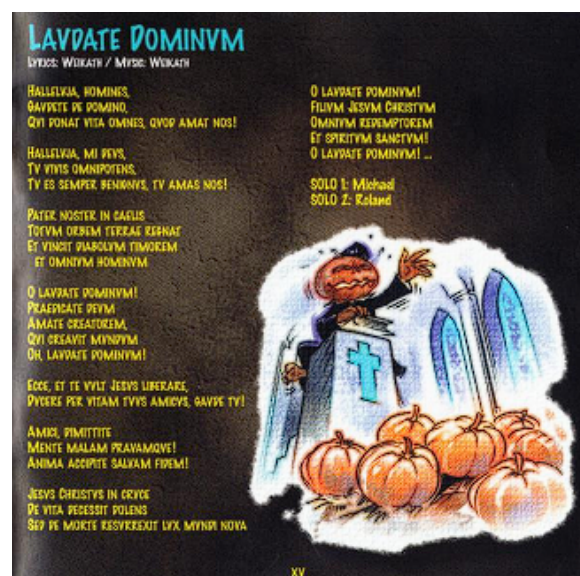 LAVDATE DOMINVM
LYRICS: WEIKATH / MVSIC: WEIKATH
HALLELVJA, HOMINES,
GAVDETE DE DOMINO,
QVI DONAT VITA OMNES, QVOD AMAT NOS!
HALLELVJA, MI DEVS,
TV VIVIS OMNIPOTENS,
TV ES SEMPER BENIGNVS, TV AMAS NOS!
PATER NOSTER IN CAELIS
TOTVM ORBEM TERRAE REGNAT
ET VINCIT DIABOLVM TIMOREM
ET OMNIVM HOMINVM
O LAVDATE DOMINVM!
PRAEDICATE DEVM
AMATE CREATOREM,
QVI CREAVIT MVNDVM
OH, LAVDATE DOMINVM!
ECCE, ET TE VVLT JESVS LIBERARE,
DVCERE PER VITAM TVVS AMICVS, GAVDE TV!
AMICI, DIMITTITE
MENTE MALAM PRAVAMQVE!
ANIMA ACCIPITE SALVAM FIDEM!
JESVS CHRISTVS IN CRVCE
DE VITA DECESSIT DOLENS
SED DE MORTE RESVRREXIT LVX MVNDI NOVA
O LAVDATE DOMINVM!
FILIVM JESVM CHRISTVM
OMNIVM REDEMPTOREM
ET SPIRITVM SANCTVM!
O LAVDATE DOMINVM! ...
SOLO 1: Michael
SOLO 2: Roland
XV